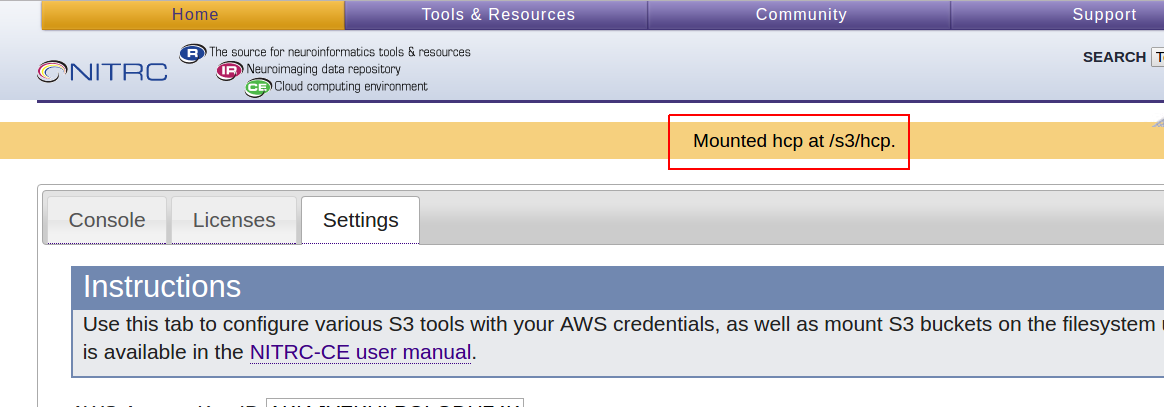 Home Tools & Resources Community Support
R The source for neuroinformatics tools & resources
NITRC IR Neuroimaging data repository
CE Cloud computing environment
SEARCH
Mounted hcp at /s3/hcp.
Console Licenses Settings
Instructions
Use this tab to configure various S3 tools with your AWS credentials, as well as mount S3 buckets on the filesystem
is available in the NITRC-CE user manual.